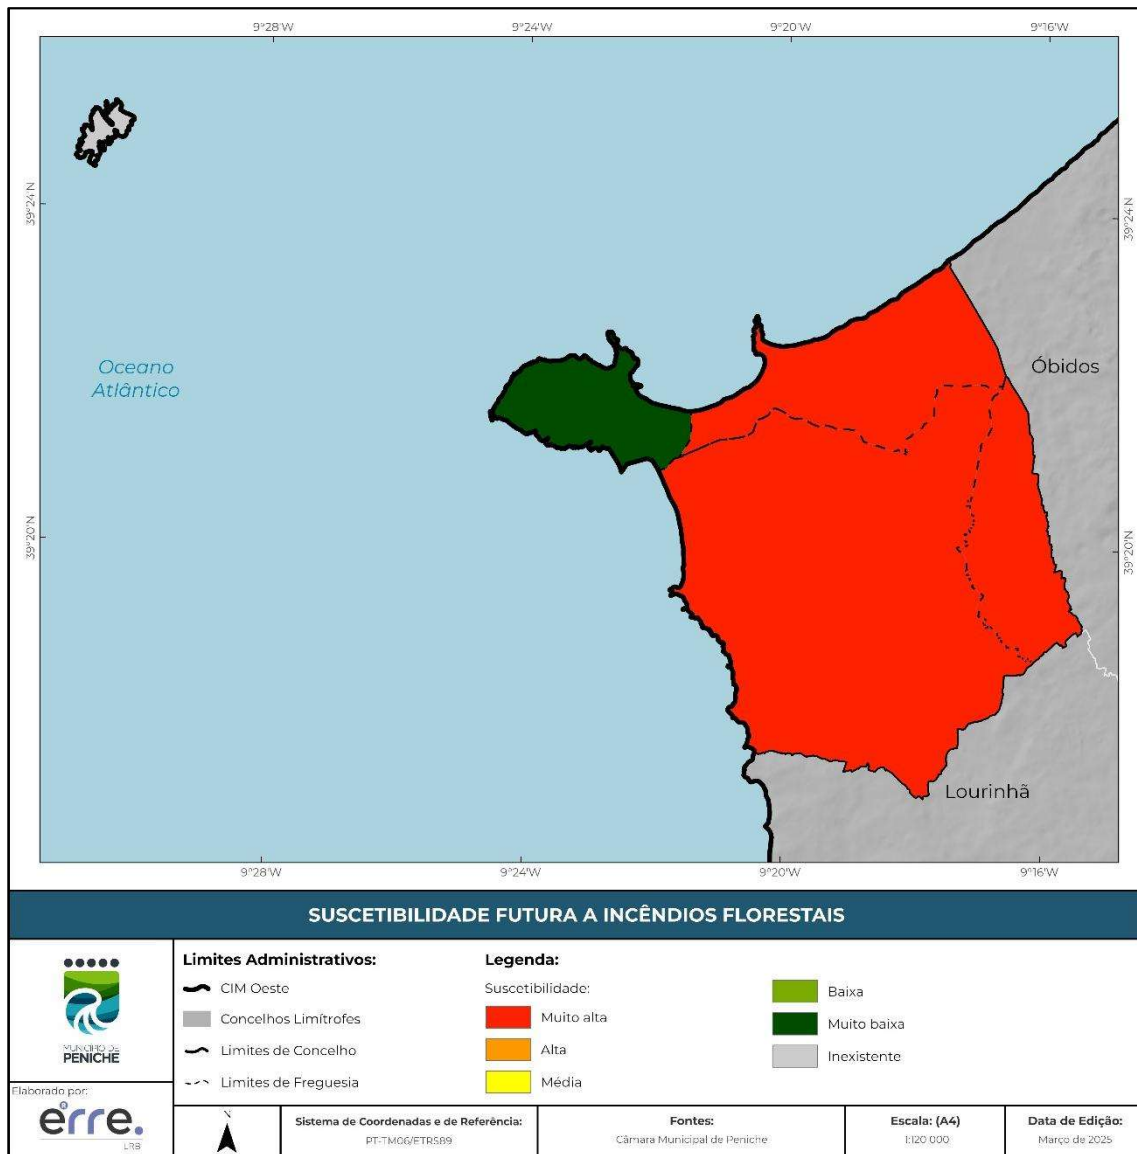 9°28'W
9°24'W
9°20'W
9°16'W
39°24'N
39°24'N
Oceano
Atlântico
Óbidos
39°20'N
39°20'N
Lourinhã
9°28'W
9°24'W
9°20'W
9°16'W
SUSCETIBILIDADE FUTURA A INCÊNDIOS FLORESTAIS
MUNICÍPIO DE
PENICHE
Elaborado por:
erre.
LRB
Limites Administrativos:
CIM Oeste
Concelhos Limítrofes
Limites de Concelho
Limites de Freguesia
Legenda:
Suscetibilidade:
Muito alta
Alta
Média
Baixa
Muito baixa
Inexistente
N
Sistema de Coordenadas e de Referência:
PT-TM06/ETRS89
Fontes:
Câmara Municipal de Peniche
Escala: (A4)
1:120 000
Data de Edição:
Março de 2025